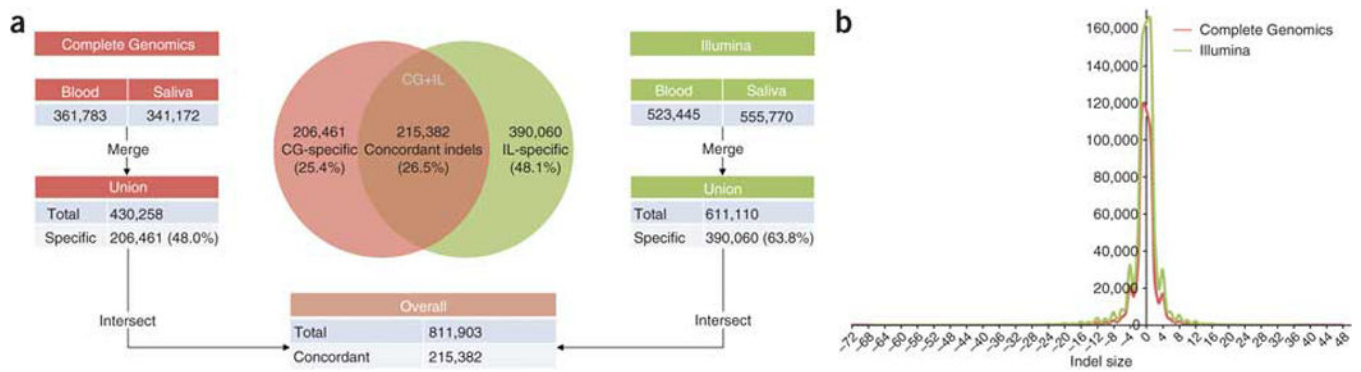 a
Complete Genomics
Blood Saliva
361,783 341,172
Merge
Union
Total 430,258
Specific 206,461 (48.0%)
Intersect
CG+IL
206,461
CG-specific
(25.4%)
215,382
Concordant indels
(26.5%)
390,060
IL-specific
(48.1%)
Overall
Total 811,903
Concordant 215,382
Illumina
Blood Saliva
523,445 555,770
Merge
Union
Total 611,110
Specific 390,060 (63.8%)
Intersect
b
160,000
140,000
120,000
100,000
80,000
60,000
40,000
20,000
0
Complete Genomics
Illumina
–72 –68 –64 –60 –56 –52 –48 –44 –40 –36 –32 –28 –24 –20 –16 –12 –8 –4 0 4 8 12 16 20 24 28 32 36 40 44 48
Indel size